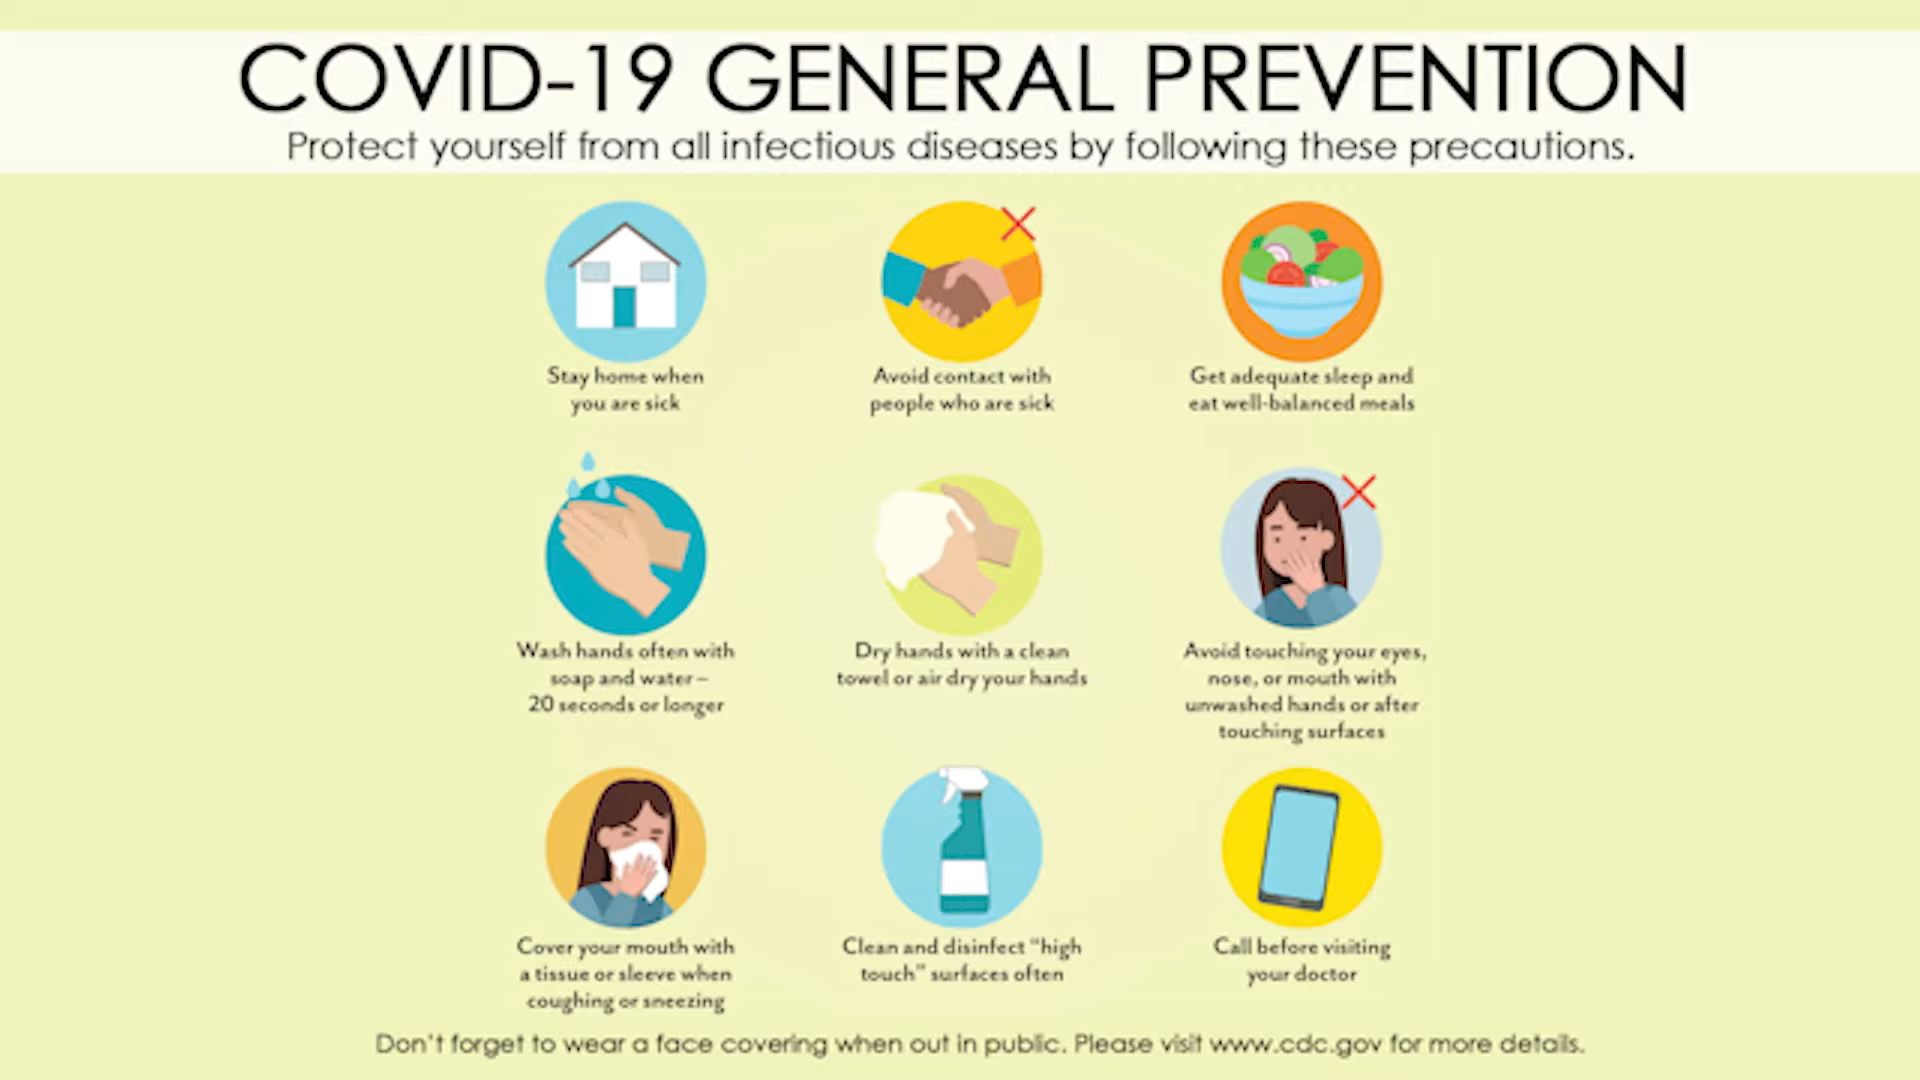 COVID-19 GENERAL PREVENTION
Protect yourself from all infectious diseases by following these precautions.
Stay home when
you are sick
Avoid contact with
people who are sick
Get adequate sleep and
eat well-balanced meals
Wash hands often with
soap and water –
20 seconds or longer
Dry hands with a clean
towel or air dry your hands
Avoid touching your eyes,
nose, or mouth with
unwashed hands or after
touching surfaces
Cover your mouth with
a tissue or sleeve when
coughing or sneezing
Clean and disinfect "high
touch" surfaces often
Call before visiting
your doctor
Don't forget to wear a face covering when out in public. Please visit www.cdc.gov for more details.